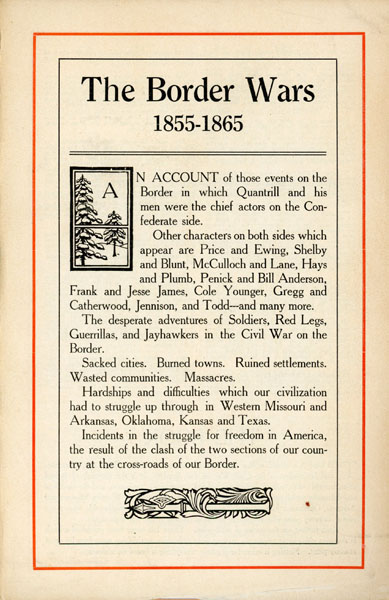 The Border Wars
1855-1865
AN ACCOUNT of those events on the
Border in which Quantrill and his
men were the chief actors on the Con-
federate side.
Other characters on both sides which
appear are Price and Ewing, Shelby
and Blunt, McCulloch and Lane, Hays
and Plumb, Penick and Bill Anderson,
Frank and Jesse James, Cole Younger, Gregg and
Catherwood, Jennison, and Todd—and many more.
The desperate adventures of Soldiers, Red Legs,
Guerrillas, and Jayhawkers in the Civil War on the
Border.
Sacked cities. Burned towns. Ruined settlements.
Wasted communities. Massacres.
Hardships and difficulties which our civilization
had to struggle up through in Western Missouri and
Arkansas, Oklahoma, Kansas and Texas.
Incidents in the struggle for freedom in America,
the result of the clash of the two sections of our coun-
try at the cross-roads of our Border.